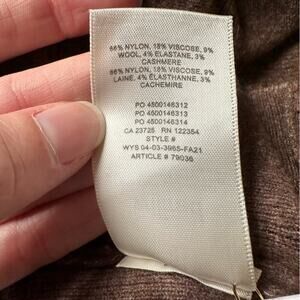 66% NYLON, 18% VISCOSE, 9%
WOOL, 4% ELASTANE, 3%
CASHMERE
66% NYLON, 18% VISCOSE, 9%
LAINE, 4% ÉLASTHANNE, 3%
CACHEMIRE
PO 4500146312
PO 4500146313
PO 4500146314
CA 23725 RN 122354
STYLE #
WYS 04-03-3965-FA21
ARTICLE # 79036